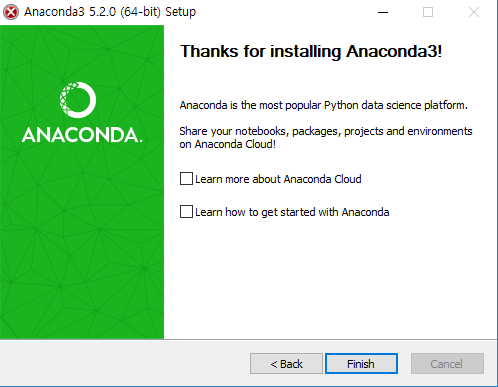 Anaconda3 5.2.0 (64-bit) Setup
Thanks for installing Anaconda3!
ANACONDA.
Anaconda is the most popular Python data science platform.
Share your notebooks, packages, projects and environments
on Anaconda Cloud!
Learn more about Anaconda Cloud
Learn how to get started with Anaconda
< Back
Finish
Cancel